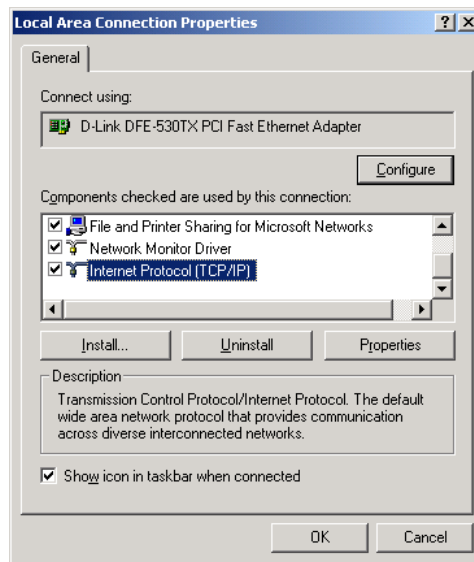 Local Area Connection Properties
General
Connect using:
D-Link DFE-530TX PCI Fast Ethernet Adapter
Configure
Components checked are used by this connection:
File and Printer Sharing for Microsoft Networks
Network Monitor Driver
Internet Protocol (TCP/IP)
Install... Uninstall Properties
Description
Transmission Control Protocol/Internet Protocol. The default
wide area network protocol that provides communication
across diverse interconnected networks.
Show icon in taskbar when connected
OK Cancel